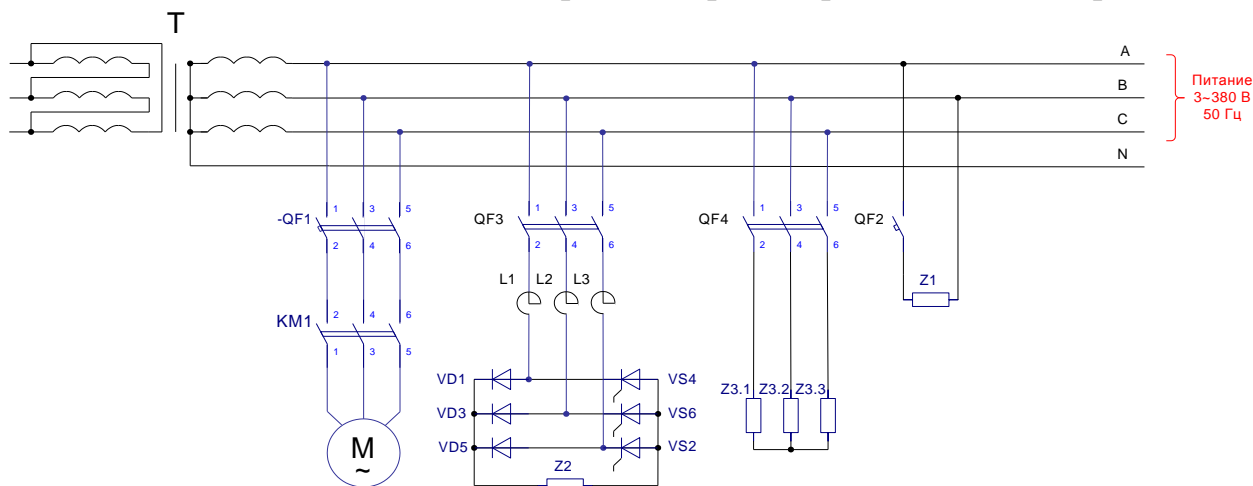 T
A
B
C
N
Питание
3~380 В
50 Гц
-QF1
1 3 5
2 4 6
QF3
1 3 5
2 4 6
QF4
1 3 5
2 4 6
QF2
L1 L2 L3
Z1
KM1
2 4 6
1 3 5
VD1
VS4
VD3
VS6
VD5
VS2
Z3.1 Z3.2 Z3.3
M
~
Z2